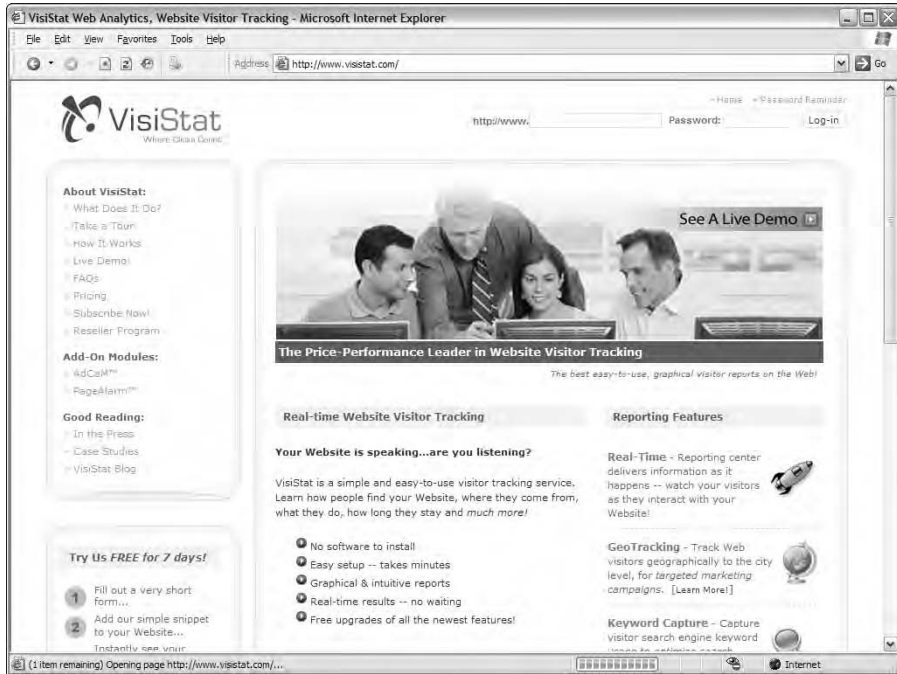 VisiStat Web Analytics, Website Visitor Tracking - Microsoft Internet Explorer
File Edit View Favorites Tools Help
Address http://www.visistat.com/ Go
- Home - Password Reminder
VisiStat
Where Clicks Count
http://www. Password: Log-in
About VisiStat:
What Does It Do?
Take a Tour
How It Works
Live Demo!
FAQs
Pricing
Subscribe Now!
Reseller Program
Add-On Modules:
AdCaM™
PageAlarm™
Good Reading:
In the Press
Case Studies
VisiStat Blog
Try Us FREE for 7 days!
1 Fill out a very short
form...
2 Add our simple snippet
to your Website...
Instantly see your
See A Live Demo
The Price-Performance Leader in Website Visitor Tracking
The best easy-to-use, graphical visitor reports on the Web!
Real-time Website Visitor Tracking
Your Website is speaking...are you listening?
VisiStat is a simple and easy-to-use visitor tracking service.
Learn how people find your Website, where they come from,
what they do, how long they stay and much more!
No software to install
Easy setup -- takes minutes
Graphical & intuitive reports
Real-time results -- no waiting
Free upgrades of all the newest features!
Reporting Features
Real-Time - Reporting center
delivers information as it
happens -- watch your visitors
as they interact with your
Website!
GeoTracking - Track Web
visitors geographically to the city
level, for targeted marketing
campaigns. [Learn More!]
Keyword Capture - Capture
visitor search engine keyword
usage to optimize search
(1 item remaining) Opening page http://www.visistat.com/... Internet